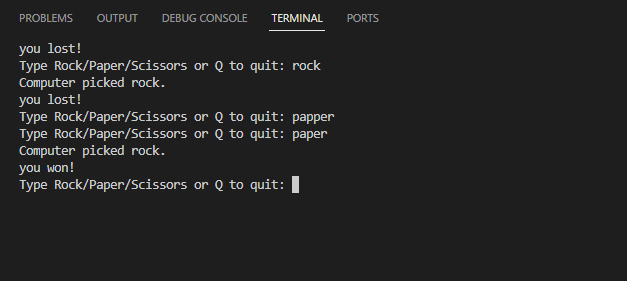 PROBLEMS OUTPUT DEBUG CONSOLE TERMINAL PORTS
you lost!
Type Rock/Paper/Scissors or Q to quit: rock
Computer picked rock.
you lost!
Type Rock/Paper/Scissors or Q to quit: papper
Type Rock/Paper/Scissors or Q to quit: paper
Computer picked rock.
you won!
Type Rock/Paper/Scissors or Q to quit: